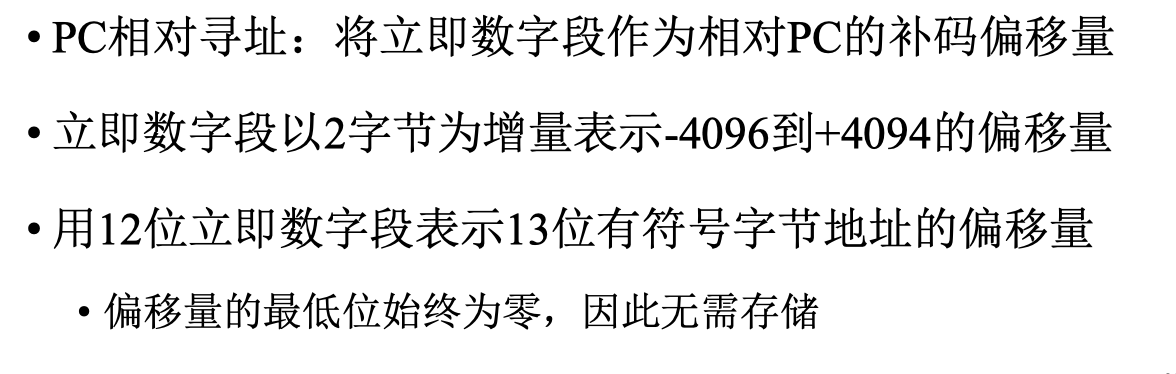 • PC相对寻址：将立即数字段作为相对PC的补码偏移量
• 立即数字段以2字节为增量表示-4096到+4094的偏移量
• 用12位立即数字段表示13位有符号字节地址的偏移量
• 偏移量的最低位始终为零，因此无需存储